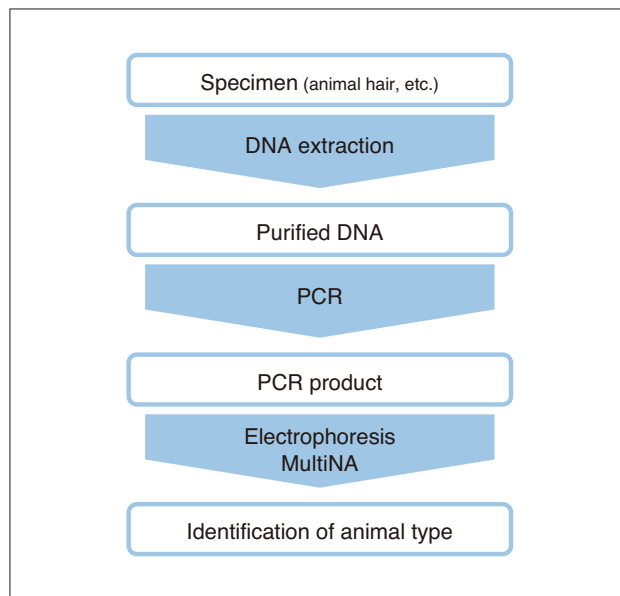 Specimen (animal hair, etc.)
DNA extraction
Purified DNA
PCR
PCR product
Electrophoresis
MultiNA
Identification of animal type